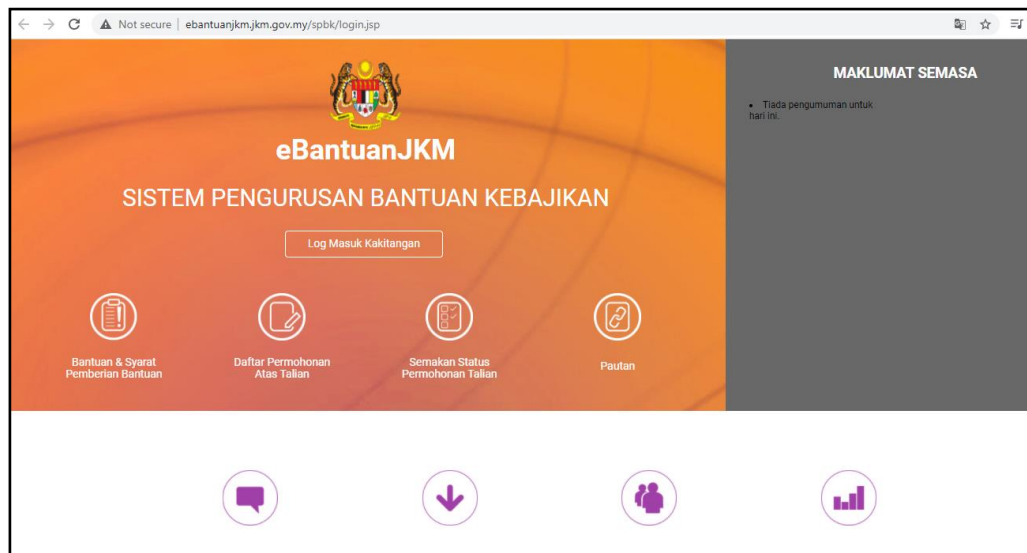 Not secure | ebantuanjkm.jkm.gov.my/spbk/login.jsp
eBantuanJKM
SISTEM PENGURUSAN BANTUAN KEBAJIKAN
Log Masuk Kakitangan
Bantuan & Syarat
Pemberian Bantuan
Daftar Permohonan
Atas Talian
Semakan Status
Permohonan Talian
Pautan
MAKLUMAT SEMASA
• Tiada pengumuman untuk
hari ini.